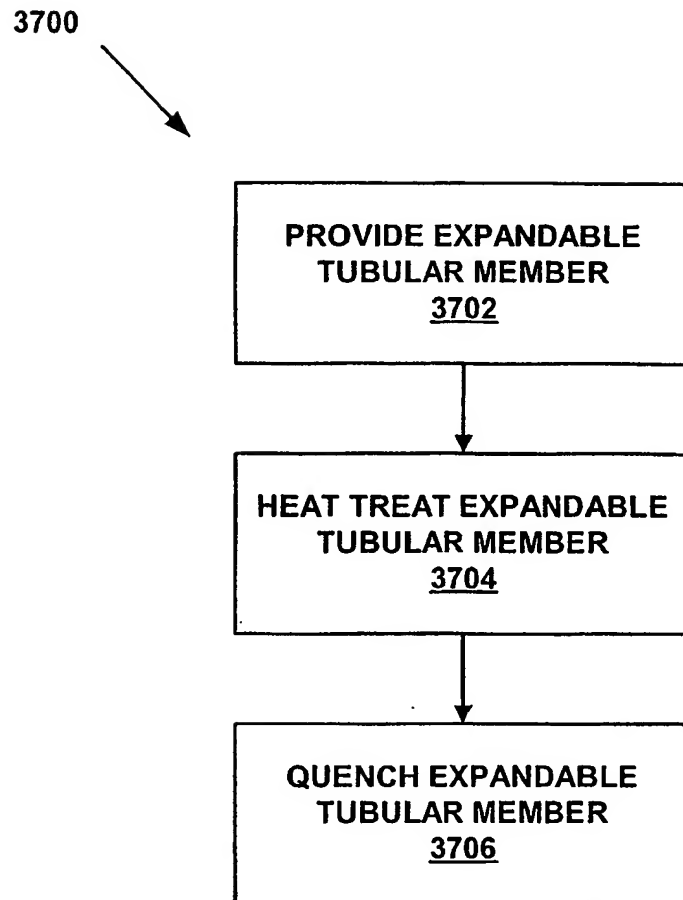 3700
PROVIDE EXPANDABLE
TUBULAR MEMBER
3702
HEAT TREAT EXPANDABLE
TUBULAR MEMBER
3704
QUENCH EXPANDABLE
TUBULAR MEMBER
3706